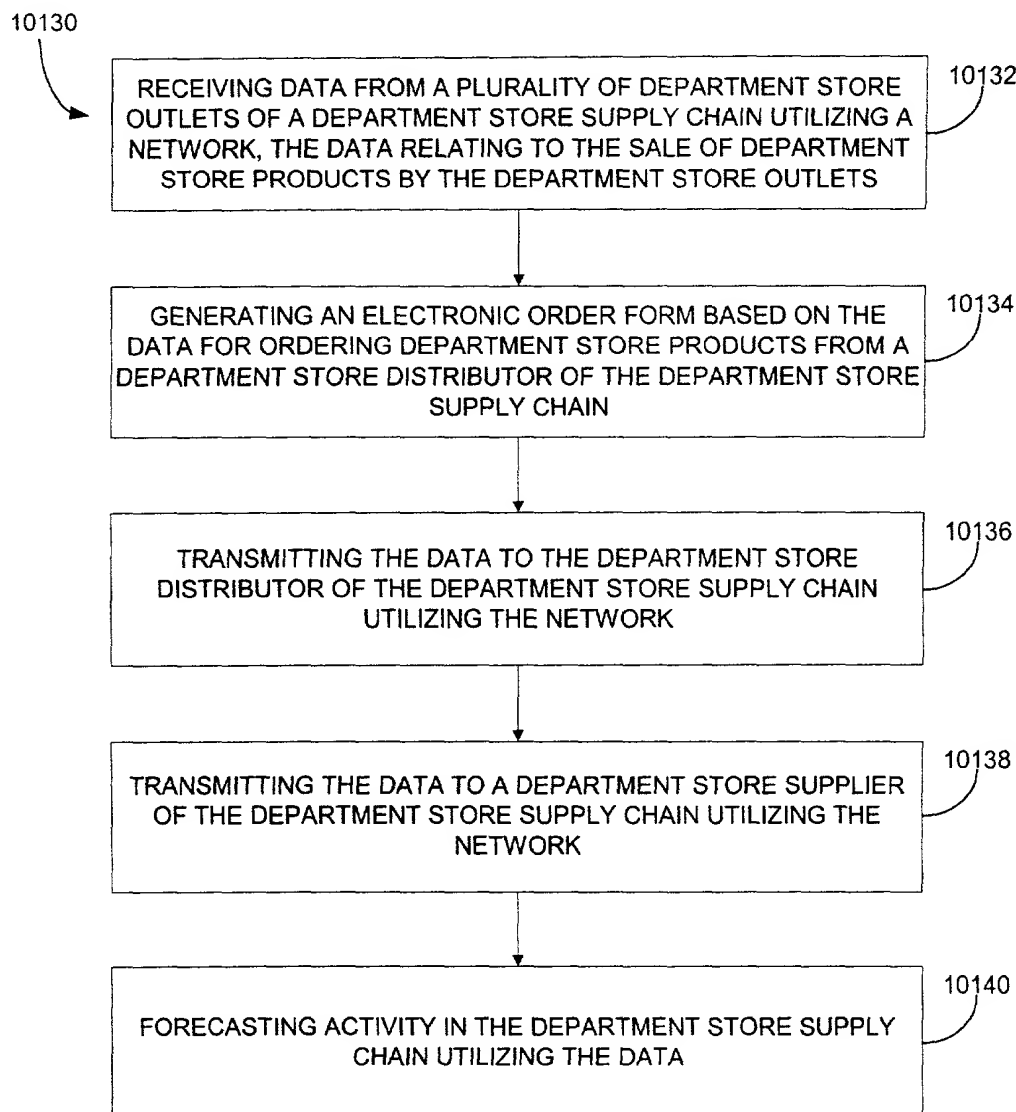 10130
10132
RECEIVING DATA FROM A PLURALITY OF DEPARTMENT STORE
OUTLETS OF A DEPARTMENT STORE SUPPLY CHAIN UTILIZING A
NETWORK, THE DATA RELATING TO THE SALE OF DEPARTMENT
STORE PRODUCTS BY THE DEPARTMENT STORE OUTLETS
10134
GENERATING AN ELECTRONIC ORDER FORM BASED ON THE
DATA FOR ORDERING DEPARTMENT STORE PRODUCTS FROM A
DEPARTMENT STORE DISTRIBUTOR OF THE DEPARTMENT STORE
SUPPLY CHAIN
10136
TRANSMITTING THE DATA TO THE DEPARTMENT STORE
DISTRIBUTOR OF THE DEPARTMENT STORE SUPPLY CHAIN
UTILIZING THE NETWORK
10138
TRANSMITTING THE DATA TO A DEPARTMENT STORE SUPPLIER
OF THE DEPARTMENT STORE SUPPLY CHAIN UTILIZING THE
NETWORK
10140
FORECASTING ACTIVITY IN THE DEPARTMENT STORE SUPPLY
CHAIN UTILIZING THE DATA